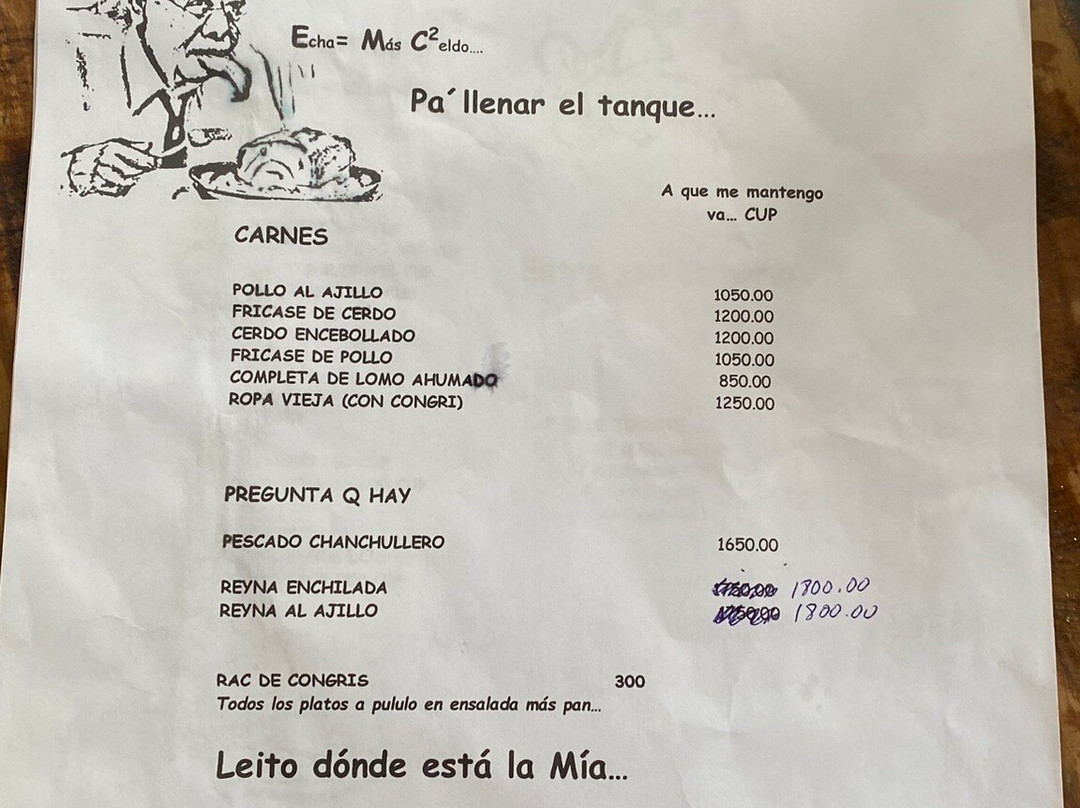 Echa= Más C²eldo....
Pa´llenar el tanque...
A que me mantengo
va... CUP
CARNES
POLLO AL AJILLO 1050.00
FRICASE DE CERDO 1200.00
CERDO ENCEBOLLADO 1200.00
FRICASE DE POLLO 1050.00
COMPLETA DE LOMO AHUMADO 850.00
ROPA VIEJA (CON CONGRI) 1250.00
PREGUNTA Q HAY
PESCADO CHANCHULLERO 1650.00
REYNA ENCHILADA 1800.00
REYNA AL AJILLO 1800.00
RAC DE CONGRIS 300
Todos los platos a pululo en ensalada más pan...
Leito dónde está la Mía...